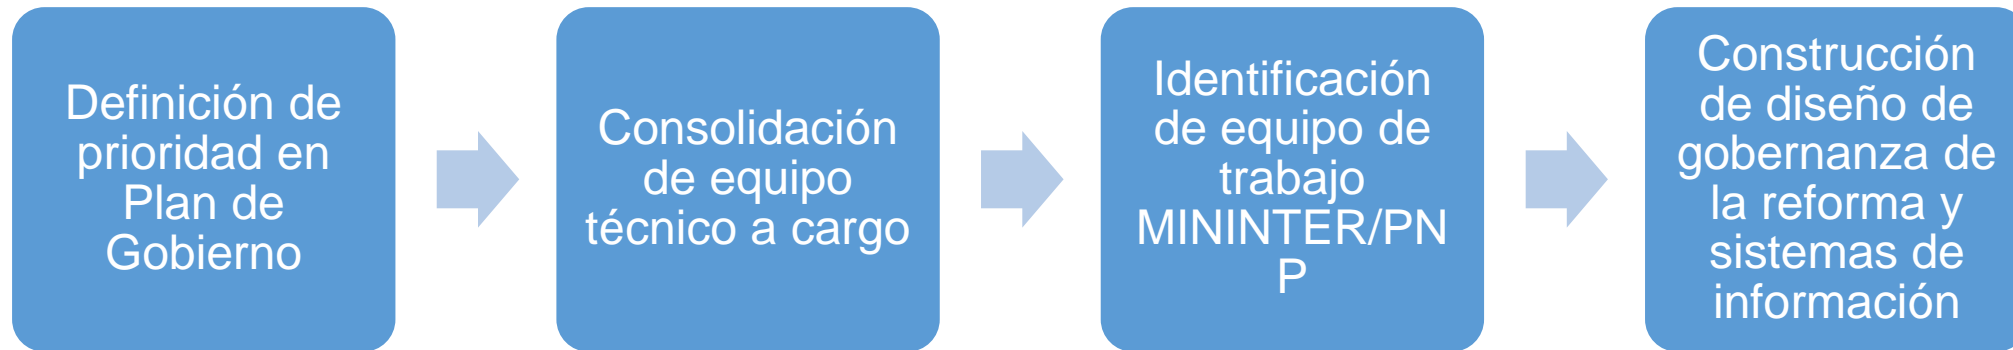 Definición de
prioridad en
Plan de
Gobierno
Consolidación
de equipo
técnico a cargo
Identificación
de equipo de
trabajo
MININTER/PN
P
Construcción
de diseño de
gobernanza de
la reforma y
sistemas de
información